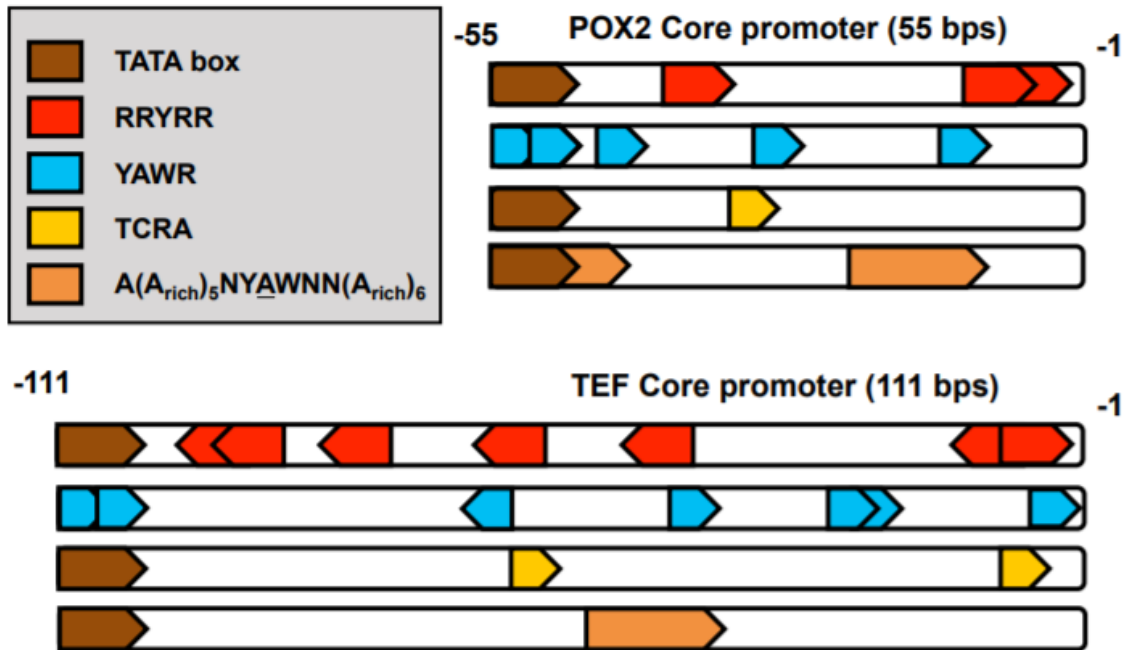 TATA box
RRYRR
YAWR
TCRA
A(Arich)5NYAWNN(Arich)6
-55
POX2 Core promoter (55 bps)
-1
-111
TEF Core promoter (111 bps)
-1